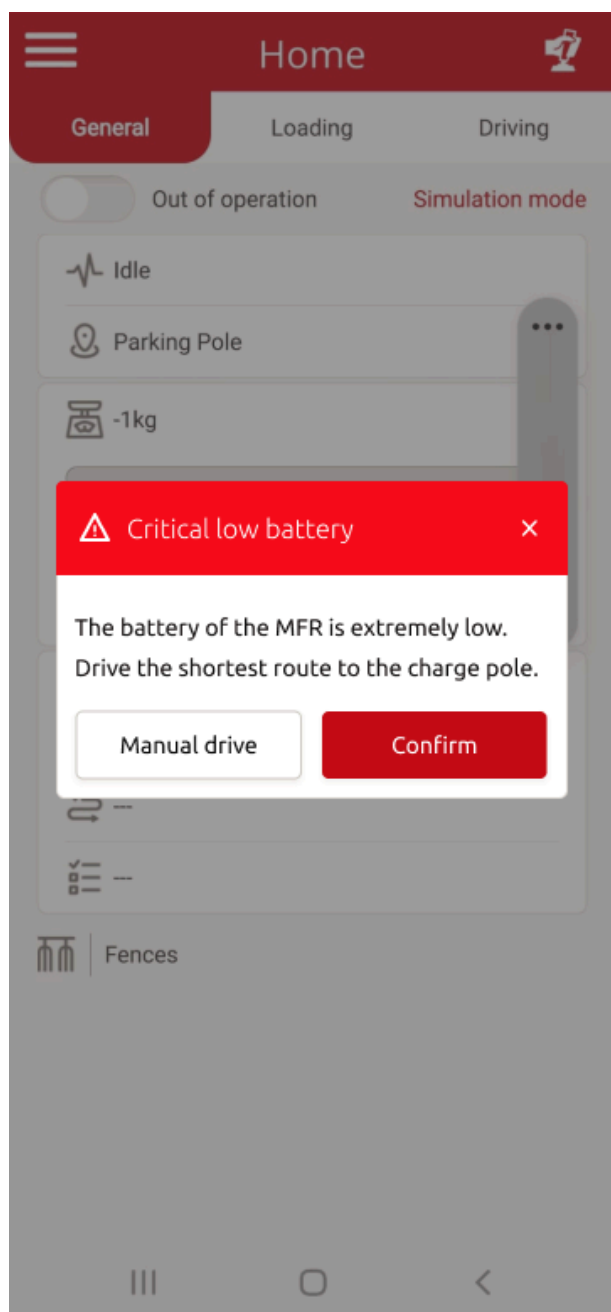 Home
General
Loading
Driving
Out of operation
Simulation mode
Idle
Parking Pole
-1kg
Critical low battery
The battery of the MFR is extremely low.
Drive the shortest route to the charge pole.
Manual drive
Confirm
---
---
Fences